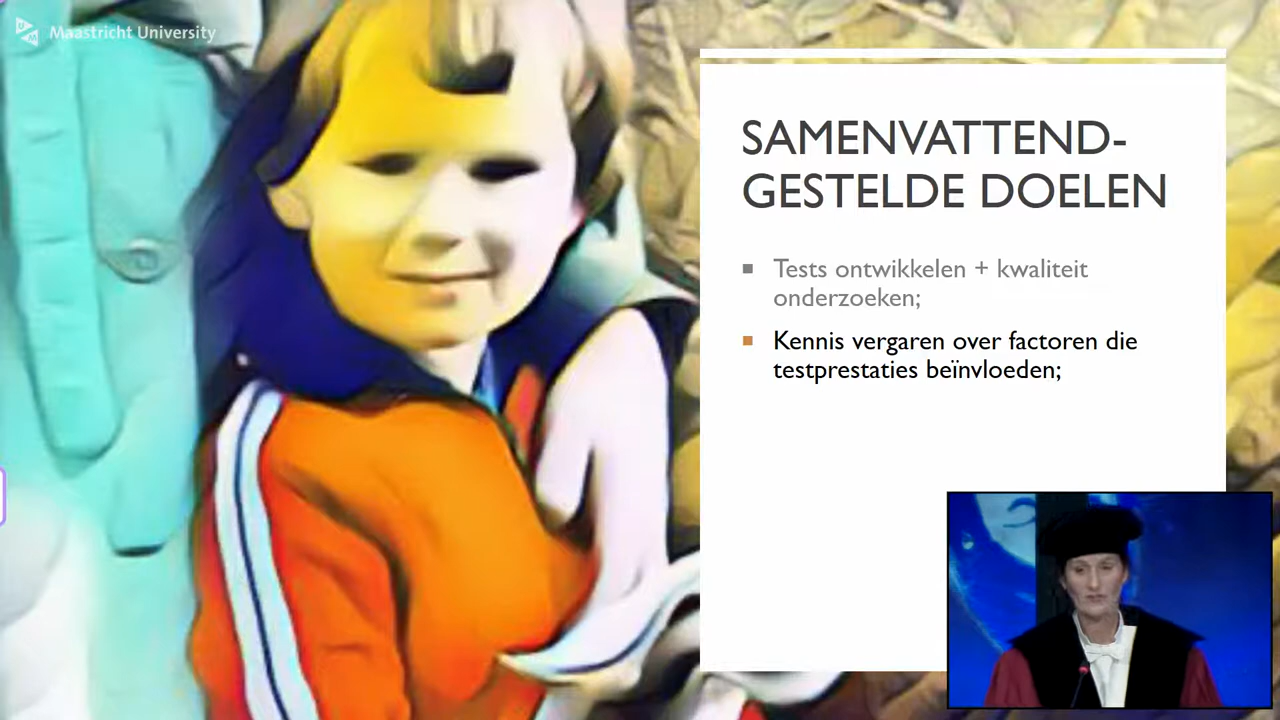 Maastricht University
SAMENVATTEND-
GESTELDE DOELEN
Tests ontwikkelen + kwaliteit
onderzoeken;
Kennis vergaren over factoren die
testprestaties beïnvloeden;